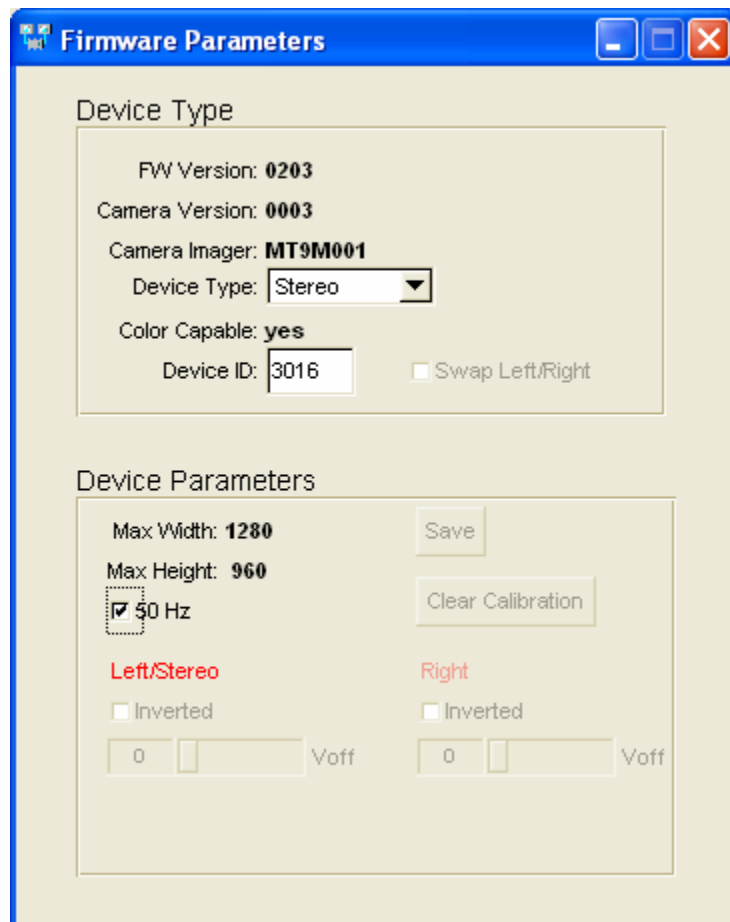 Firmware Parameters
Device Type
FW Version: 0203
Camera Version: 0003
Camera Imager: MT9M001
Device Type: Stereo
Color Capable: yes
Device ID: 3016 Swap Left/Right
Device Parameters
Max Width: 1280 Save
Max Height: 960
Clear Calibration
50 Hz
Left/Stereo Right
Inverted Inverted
0 Voff 0 Voff